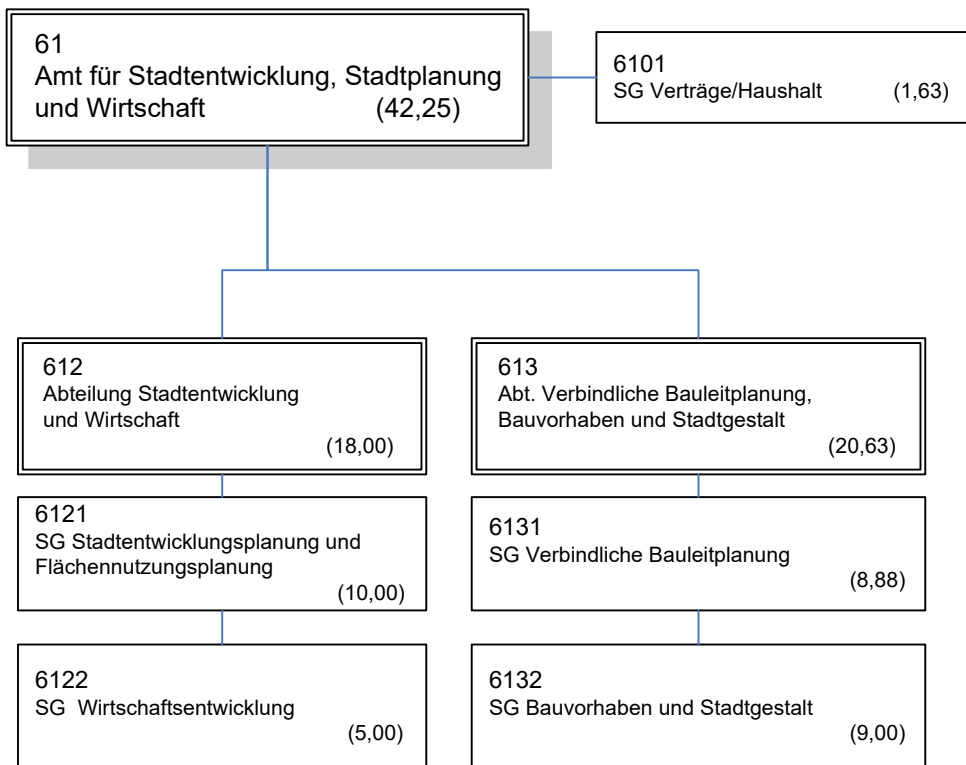 61
Amt für Stadtentwicklung, Stadtplanung
und Wirtschaft (42,25)
6101
SG Verträge/Haushalt (1,63)
612
Abteilung Stadtentwicklung
und Wirtschaft
(18,00)
613
Abt. Verbindliche Bauleitplanung,
Bauvorhaben und Stadtgestalt
(20,63)
6121
SG Stadtentwicklungsplanung und
Flächennutzungsplanung
(10,00)
6131
SG Verbindliche Bauleitplanung
(8,88)
6122
SG Wirtschaftsentwicklung
(5,00)
6132
SG Bauvorhaben und Stadtgestalt
(9,00)